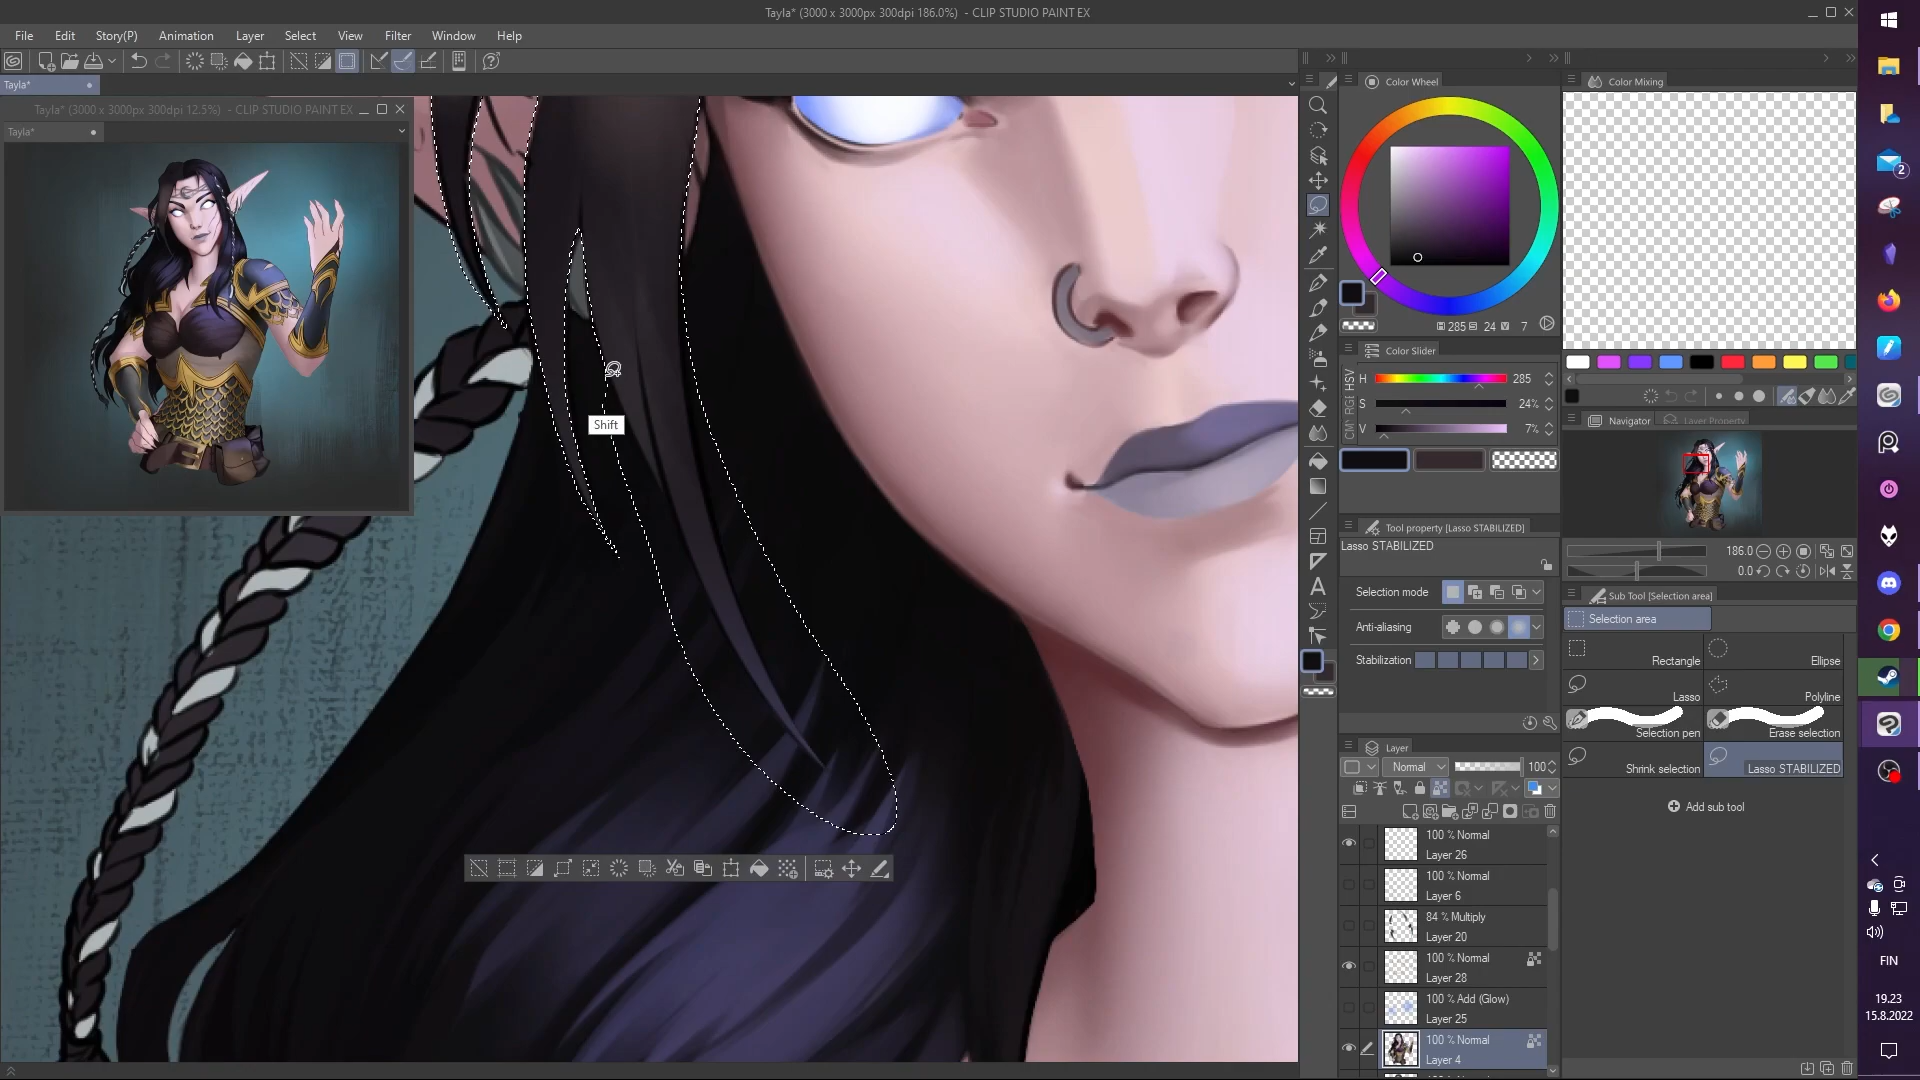 Tayla* (3000 x 3000px 300dpi 186.0%) - CLIP STUDIO PAINT EX
File Edit Story(P) Animation Layer Select View Filter Window Help
Tayla*
Tayla* (3000 x 3000px 300dpi 12.5%) - CLIP STUDIO PAINT EX
Tayla*
Shift
Color Wheel
285 24 V 7
Color Slider
HSV
H 285
S 24%
V 7%
Tool property [Lasso STABILIZED]
Lasso STABILIZED
Selection mode
Anti-aliasing
Stabilization
Layer
Normal 100
100 % Normal
Layer 26
100 % Normal
Layer 6
84 % Multiply
Layer 20
100 % Normal
Layer 28
100 % Add (Glow)
Layer 25
100 % Normal
Layer 4
Color Mixing
Navigator Layer Property
186.0
0.0
Sub Tool [Selection area]
Selection area
Rectangle Ellipse
Lasso Polyline
Selection pen Erase selection
Shrink selection Lasso STABILIZED
Add sub tool
2
FIN
19.23
15.8.2022